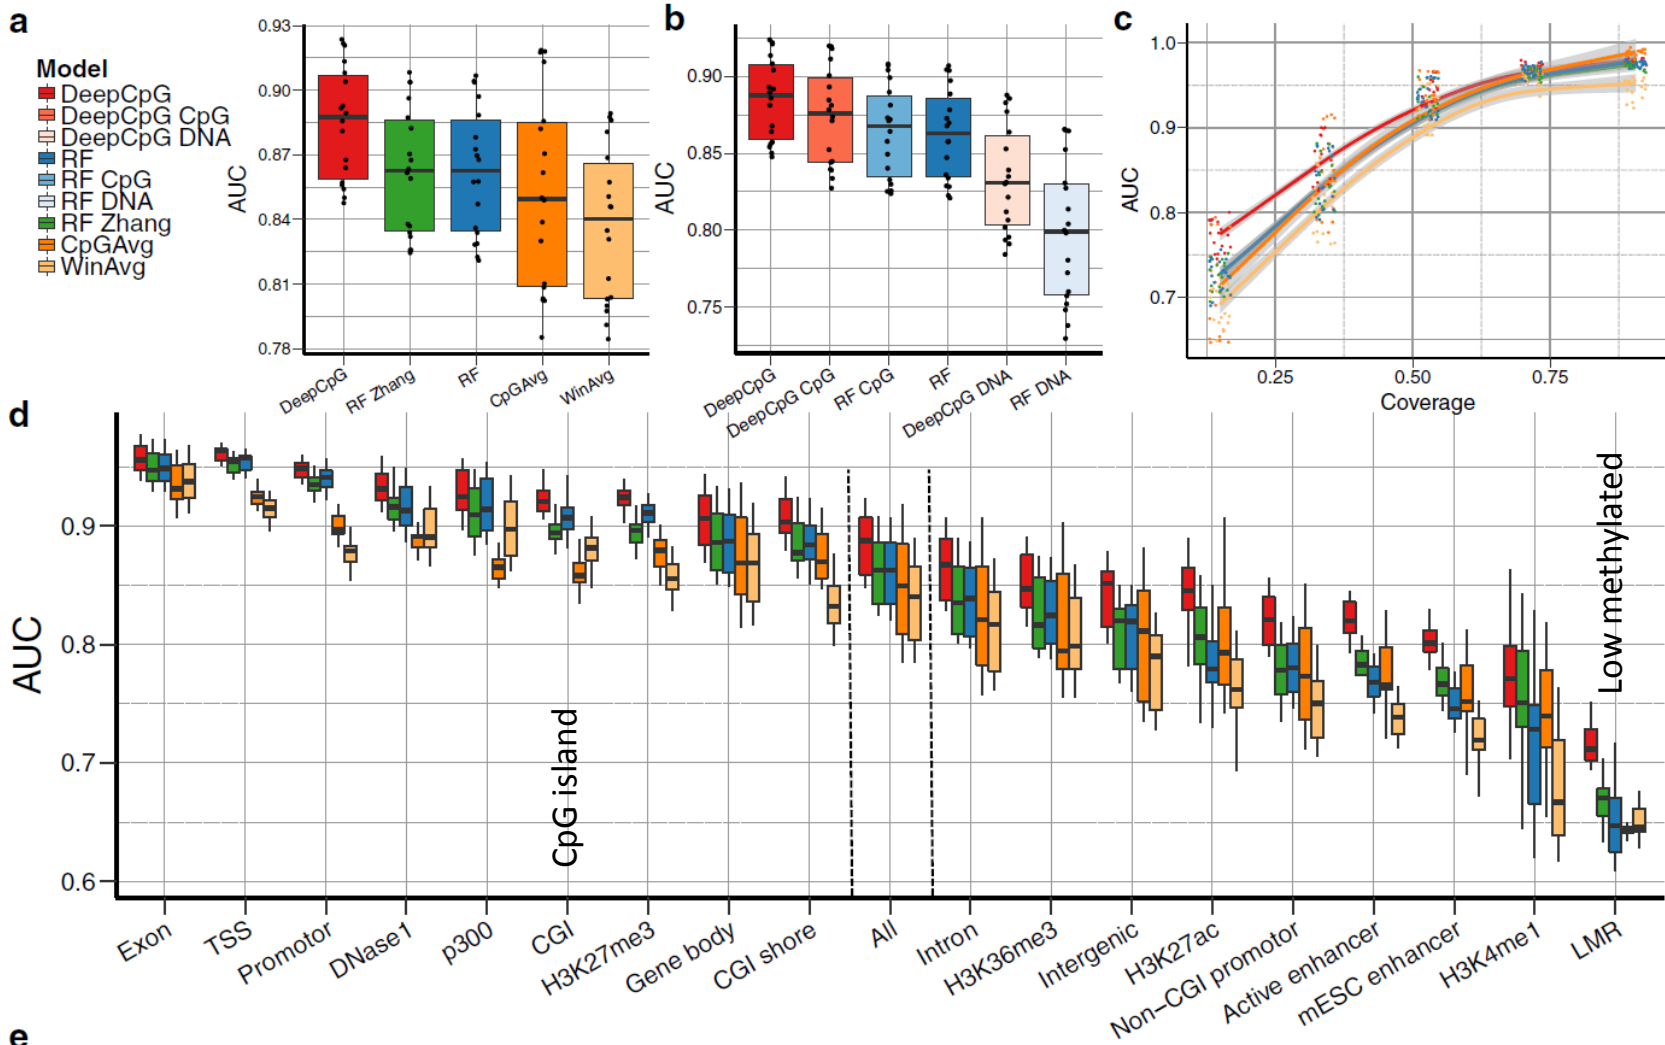 a
Model
DeepCpG
DeepCpG CpG
DeepCpG DNA
RF
RF CpG
RF DNA
RF Zhang
CpGAvg
WinAvg
AUC
0.93
0.90
0.87
0.84
0.81
0.78
DeepCpG
RF Zhang
RF
CpGAvg
WinAvg
b
AUC
0.90
0.85
0.80
0.75
DeepCpG
DeepCpG CpG
RF CpG
RF
DeepCpG DNA
RF DNA
c
AUC
1.0
0.9
0.8
0.7
0.25
0.50
0.75
Coverage
d
AUC
0.9
0.8
0.7
0.6
CpG island
Low methylated
Exon
TSS
Promotor
DNase1
p300
CGI
H3K27me3
Gene body
CGI shore
All
Intron
H3K36me3
Intergenic
H3K27ac
Non−CGI promotor
Active enhancer
mESC enhancer
H3K4me1
LMR
e